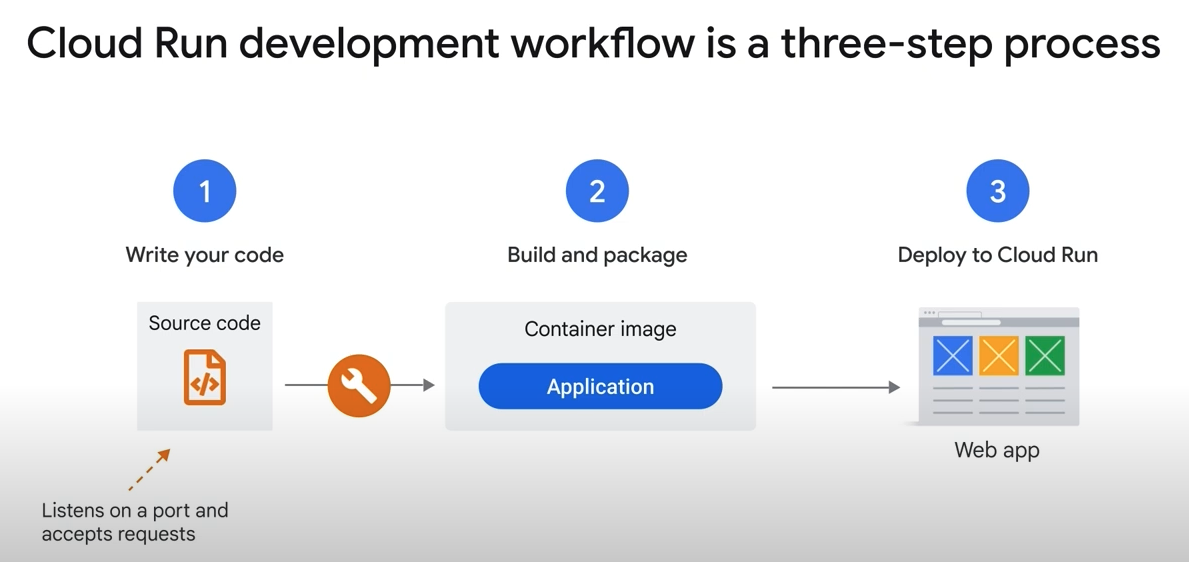 Cloud Run development workflow is a three-step process
1
Write your code
2
Build and package
3
Deploy to Cloud Run
Source code
</>
Container image
Application
Web app
Listens on a port and
accepts requests